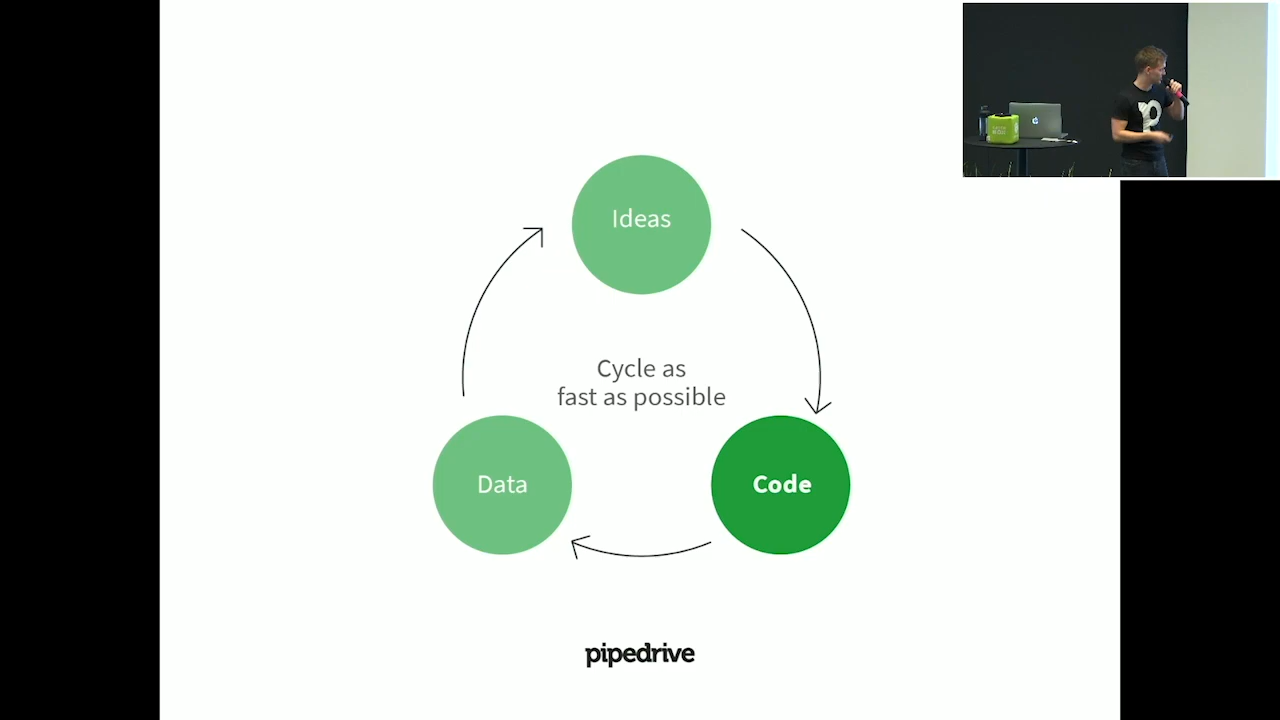 Ideas
Cycle as
fast as possible
Data
Code
pipedrive